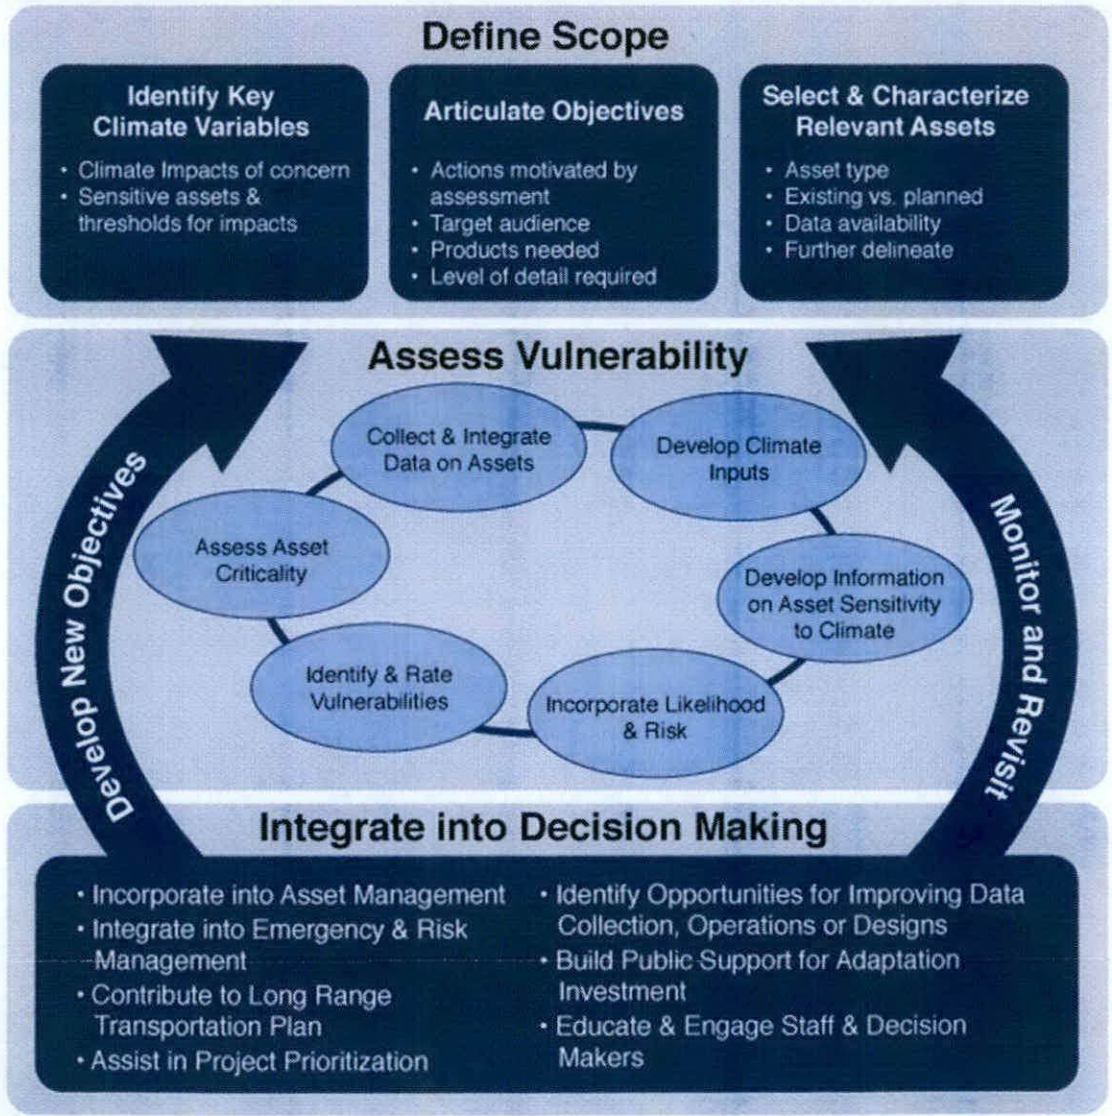 Define Scope
Identify Key
Climate Variables
• Climate Impacts of concern
• Sensitive assets &
thresholds for impacts
Articulate Objectives
• Actions motivated by
assessment
• Target audience
• Products needed
• Level of detail required
Select & Characterize
Relevant Assets
• Asset type
• Existing vs. planned
• Data availability
• Further delineate
Assess Vulnerability
Collect & Integrate
Data on Assets
Develop Climate
Inputs
Assess Asset
Criticality
Develop Information
on Asset Sensitivity
to Climate
Identify & Rate
Vulnerabilities
Incorporate Likelihood
& Risk
Develop New Objectives
Monitor and Revisit
Integrate into Decision Making
• Incorporate into Asset Management
• Integrate into Emergency & Risk
Management
• Contribute to Long Range
Transportation Plan
• Assist in Project Prioritization
• Identify Opportunities for Improving Data
Collection, Operations or Designs
• Build Public Support for Adaptation
Investment
• Educate & Engage Staff & Decision
Makers